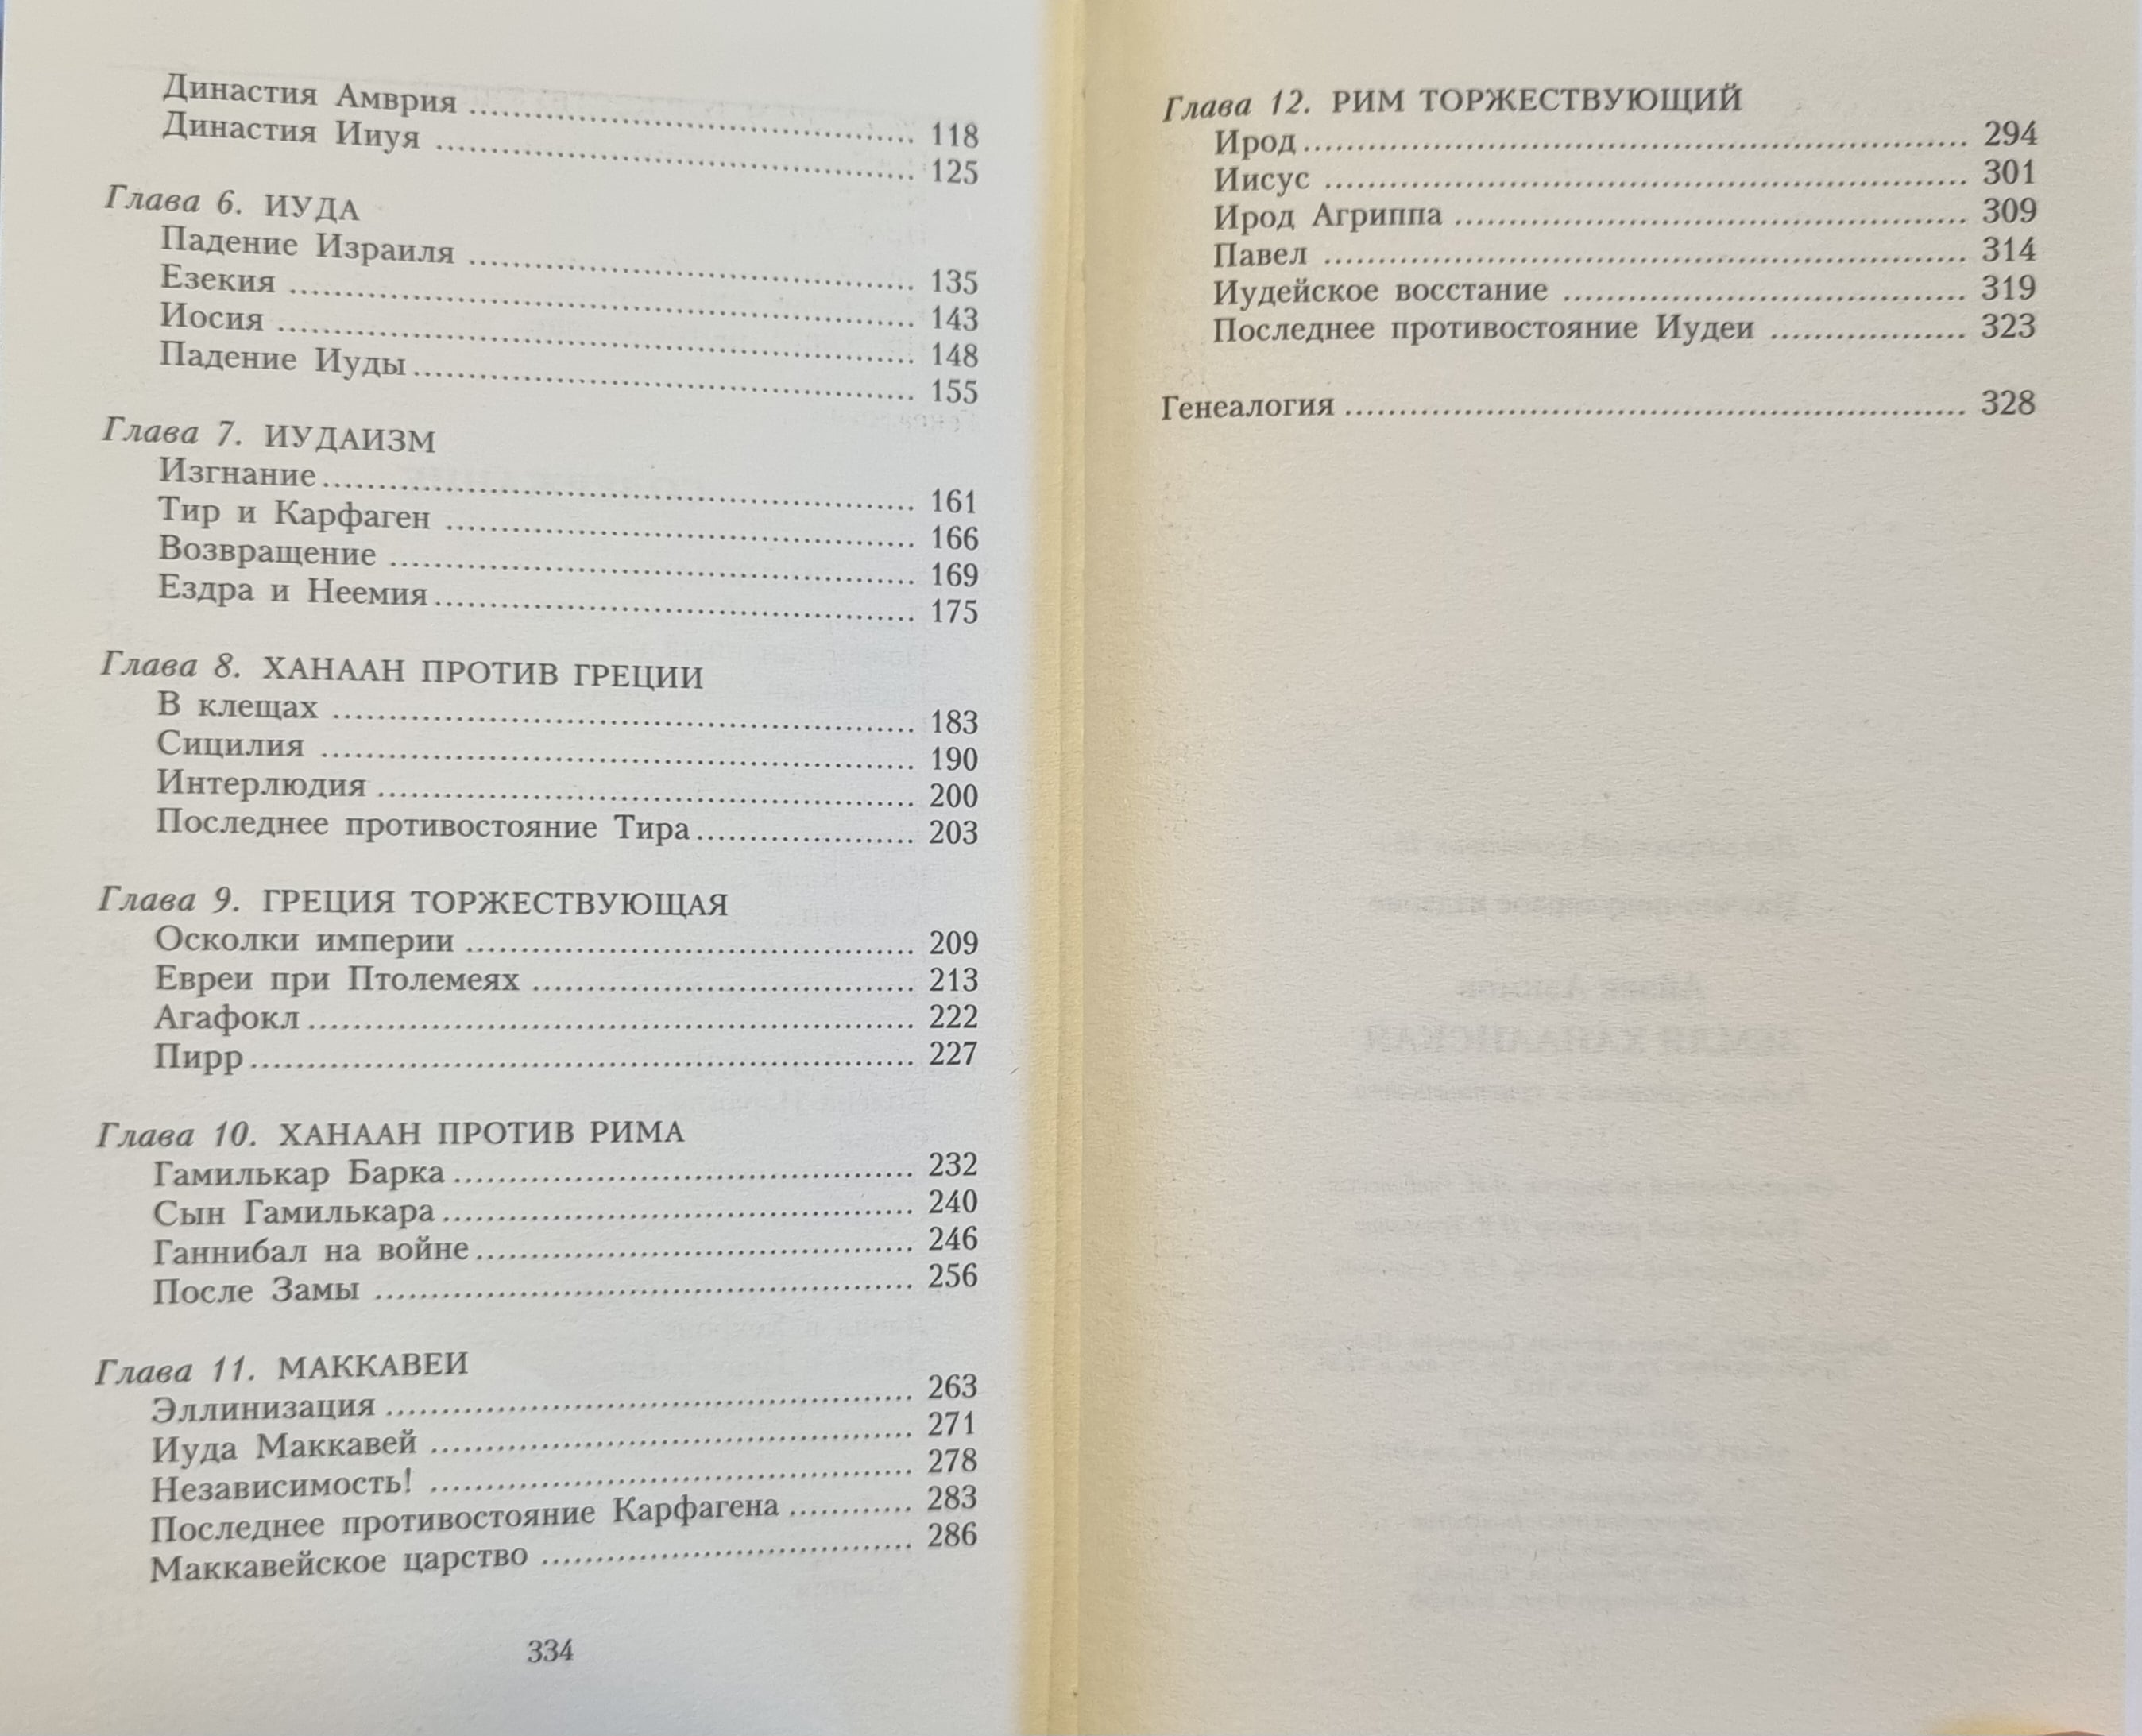 Династия Амврия ........ 118
Династия Ииуя ........ 125
Глава 6. ИУДА
Падение Израиля ........ 135
Езекия ........ 143
Иосия ........ 148
Падение Иуды ........ 155
Глава 7. ИУДАИЗМ
Изгнание ........ 161
Тир и Карфаген ........ 166
Возвращение ........ 169
Ездра и Неемия ........ 175
Глава 8. ХАНААН ПРОТИВ ГРЕЦИИ
В клещах ........ 183
Сицилия ........ 190
Интерлюдия ........ 200
Последнее противостояние Тира ........ 203
Глава 9. ГРЕЦИЯ ТОРЖЕСТВУЮЩАЯ
Осколки империи ........ 209
Евреи при Птолемеях ........ 213
Агафокл ........ 222
Пирр ........ 227
Глава 10. ХАНААН ПРОТИВ РИМА
Гамилькар Барка ........ 232
Сын Гамилькара ........ 240
Ганнибал на войне ........ 246
После Замы ........ 256
Глава 11. МАККАВЕИ
Эллинизация ........ 263
Иуда Маккавей ........ 271
Независимость! ........ 278
Последнее противостояние Карфагена ........ 283
Маккавейское царство ........ 286
334
Глава 12. РИМ ТОРЖЕСТВУЮЩИЙ
Ирод ........ 294
Иисус ........ 301
Ирод Агриппа ........ 309
Павел ........ 314
Иудейское восстание ........ 319
Последнее противостояние Иудеи ........ 323
Генеалогия ........ 328